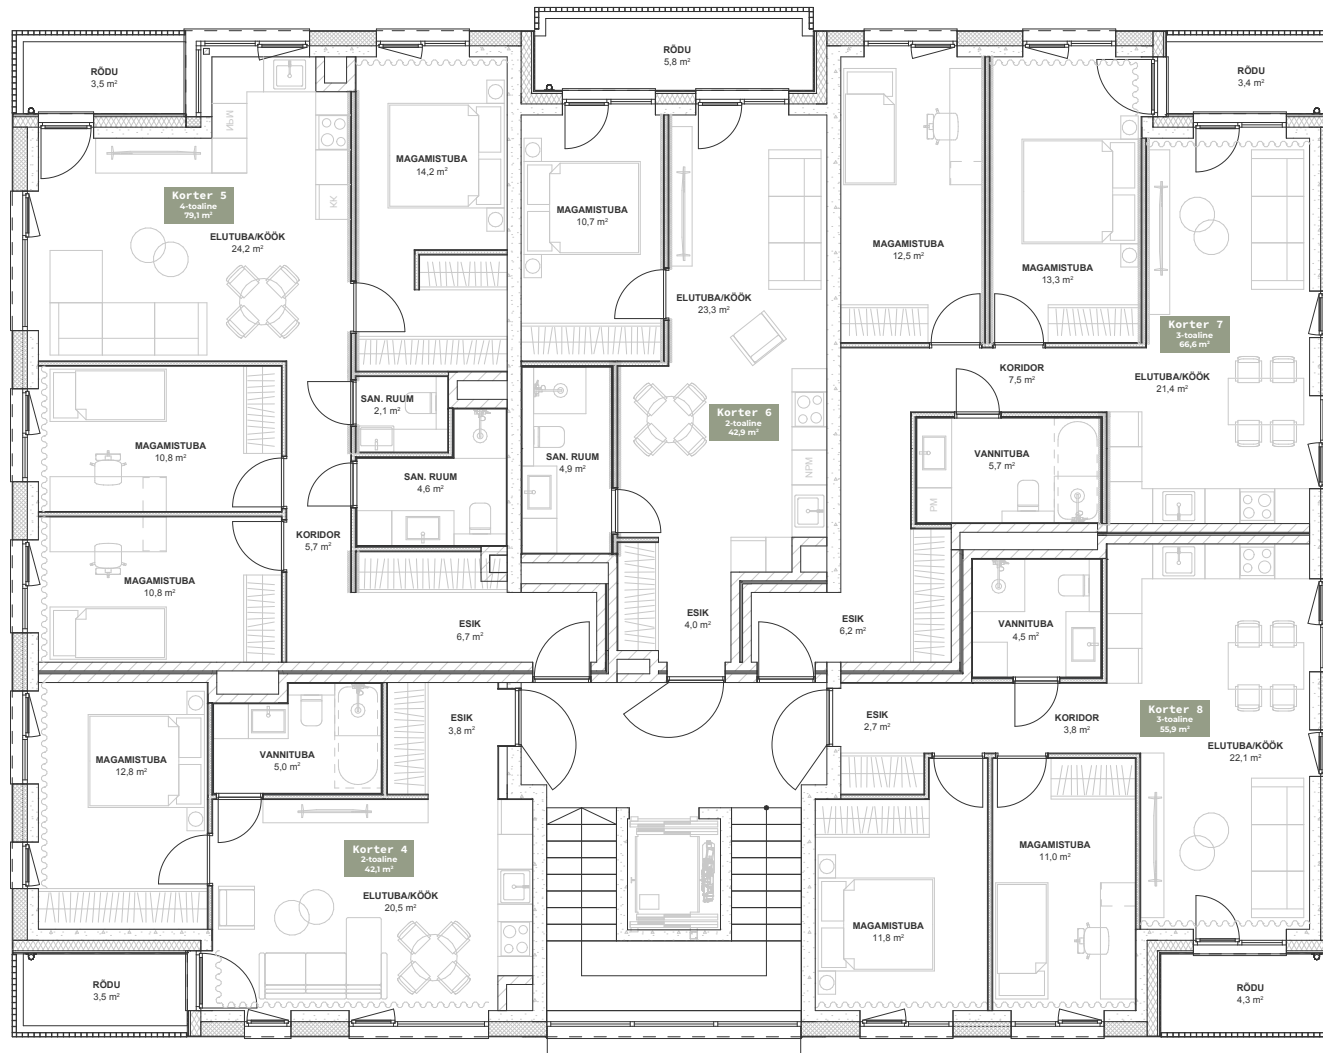 RÕDU
3,5 m²
RÕDU
5,8 m²
RÕDU
3,4 m²
MPN
KK
MAGAMISTUBA
14,2 m²
Korter 5
4-toaline
79,1 m²
ELUTUBA/KÖÖK
24,2 m²
MAGAMISTUBA
10,7 m²
MAGAMISTUBA
12,5 m²
MAGAMISTUBA
13,3 m²
ELUTUBA/KÖÖK
23,3 m²
Korter 7
3-toaline
66,6 m²
KORIDOR
7,5 m²
ELUTUBA/KÖÖK
21,4 m²
SAN. RUUM
2,1 m²
Korter 6
2-toaline
42,9 m²
MAGAMISTUBA
10,8 m²
SAN. RUUM
4,6 m²
SAN. RUUM
4,9 m²
NPM
VANNITUBA
5,7 m²
PM
KORIDOR
5,7 m²
MAGAMISTUBA
10,8 m²
ESIK
6,7 m²
ESIK
4,0 m²
ESIK
6,2 m²
VANNITUBA
4,5 m²
ESIK
3,8 m²
ESIK
2,7 m²
KORIDOR
3,8 m²
Korter 8
3-toaline
55,9 m²
ELUTUBA/KÖÖK
22,1 m²
MAGAMISTUBA
12,8 m²
VANNITUBA
5,0 m²
Korter 4
2-toaline
42,1 m²
ELUTUBA/KÖÖK
20,5 m²
MAGAMISTUBA
11,0 m²
MAGAMISTUBA
11,8 m²
RÕDU
3,5 m²
RÕDU
4,3 m²